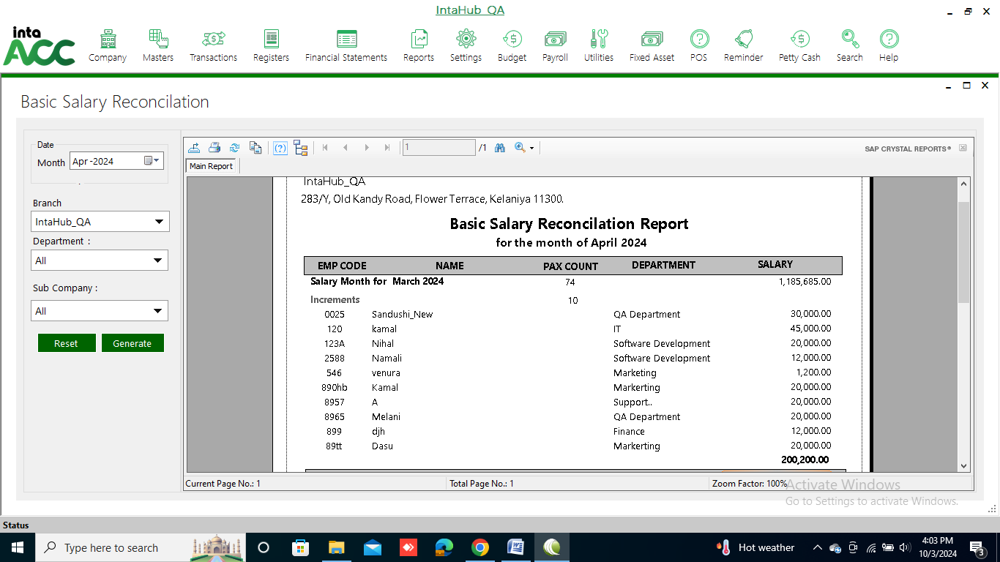 IntaHub_QA
inta
ACC
Company Masters Transactions Registers Financial Statements Reports Settings Budget Payroll Utilities Fixed Asset POS Reminder Petty Cash Search Help
Basic Salary Reconcilation
Date
Month Apr -2024
Branch
IntaHub_QA
Department :
All
Sub Company :
All
Reset Generate
1 /1
SAP CRYSTAL REPORTS®
Main Report
IntaHub_QA
283/Y, Old Kandy Road, Flower Terrace, Kelaniya 11300.
Basic Salary Reconcilation Report
for the month of April 2024
EMP CODE NAME PAX COUNT DEPARTMENT SALARY
Salary Month for March 2024 74 1,185,685.00
Increments 10
0025 Sandushi_New QA Department 30,000.00
120 kamal IT 45,000.00
123A Nihal Software Development 20,000.00
2588 Namali Software Development 12,000.00
546 venura Marketing 1,200.00
890hb Kamal Markerting 20,000.00
8957 A Support.. 20,000.00
8965 Melani QA Department 20,000.00
899 djh Finance 12,000.00
89tt Dasu Markerting 20,000.00
200,200.00
Current Page No.: 1 Total Page No.: 1 Zoom Factor: 100%
Activate Windows
Go to Settings to activate Windows.
Status
Type here to search
Hot weather
4:03 PM
10/3/2024
3